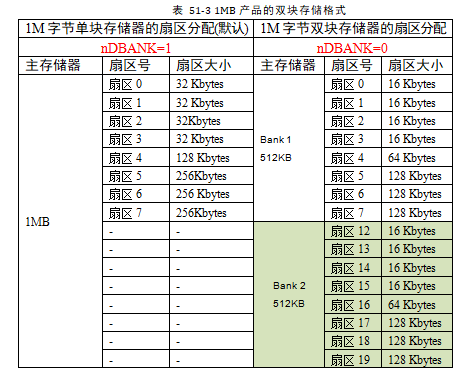 表 51-3 1MB 产品的双块存储格式
1M 字节单块存储器的扇区分配(默认) 1M 字节双块存储器的扇区分配
nDBANK=1 nDBANK=0
主存储器 扇区号 扇区大小 主存储器 扇区号 扇区大小
1MB 扇区 0 32 Kbytes Bank 1 512KB 扇区 0 16 Kbytes
扇区 1 32 Kbytes 扇区 1 16 Kbytes
扇区 2 32Kbytes 扇区 2 16 Kbytes
扇区 3 32 Kbytes 扇区 3 16 Kbytes
扇区 4 128 Kbytes 扇区 4 64 Kbytes
扇区 5 256Kbytes 扇区 5 128 Kbytes
扇区 6 256 Kbytes 扇区 6 128 Kbytes
扇区 7 256Kbytes 扇区 7 128 Kbytes
- - Bank 2 512KB 扇区 12 16 Kbytes
- - 扇区 13 16 Kbytes
- - 扇区 14 16 Kbytes
- - 扇区 15 16 Kbytes
- - 扇区 16 64 Kbytes
- - 扇区 17 128 Kbytes
- - 扇区 18 128 Kbytes
- - 扇区 19 128 Kbytes